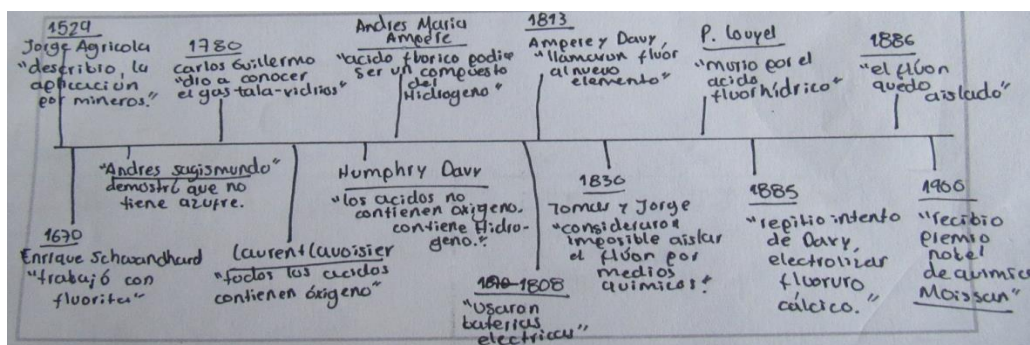 1529
Jorge Agricola
"describio, la
aplicación
por mineros."
1780
Carlos Guillermo
"dio a conocer
el gas-tala-vidrios"
Andres Maria
Ampere
"acido fluorico podia
ser un compuesto
del
Hidrogeno"
1813
Ampere y Davy,
"llamaron fluor
al nuevo
elemento"
P. Louyet
"murio por el
acido
fluorhídrico"
1886
"el flúor
quedo
aislado"
1670
Enrique Schwandhard
"trabajó con
fluorita"
"Andres sagismundo"
demostró que no
tiene azufre.
Laurent Lavoisier
"todos los acidos
contienen óxigeno"
Humphry Davy
"los acidos no
contienen oxigeno.
contiene Hidro-
geno."
1808
"usaron
baterias
electricas"
1830
Tomas y Jorge
"consideraron
imposible aislar
el flúor por
medios
quimicos."
1885
"repitio intento
de Davy,
electrolizar
fluoruro
cálcico."
1900
"recibio
premio
nobel
de quimica
Moissan"